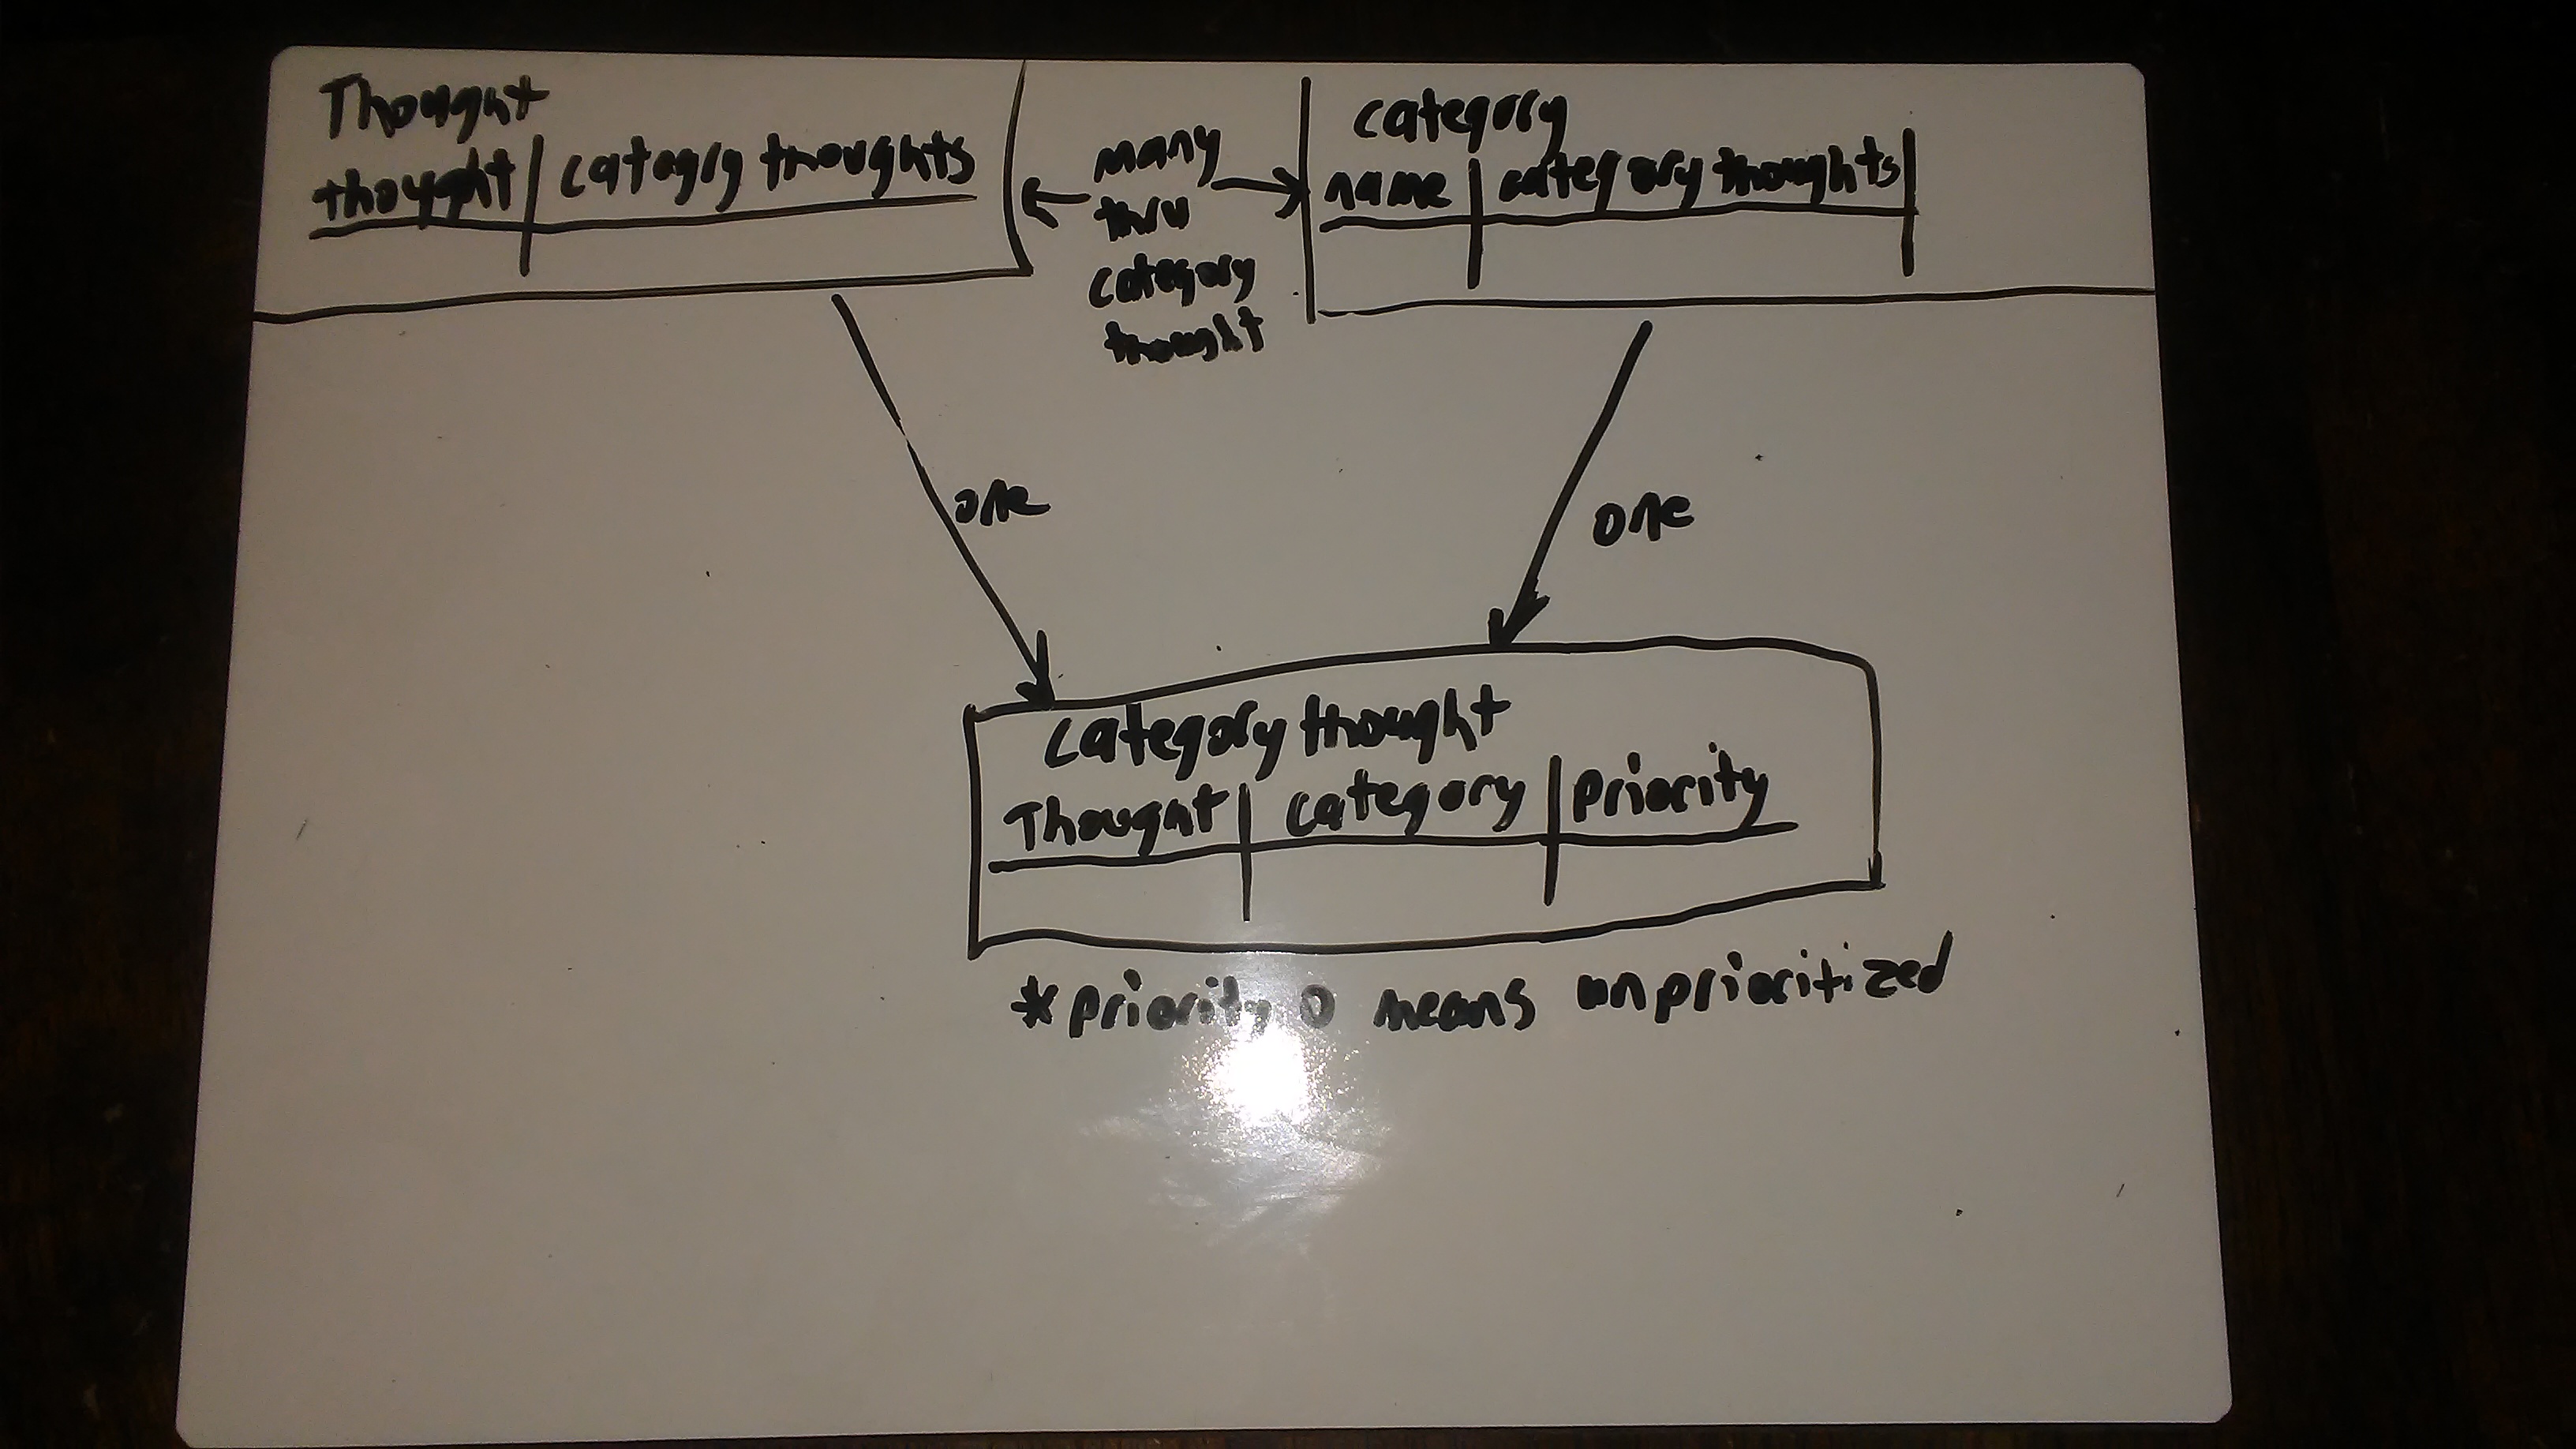 Thought
thought | category thoughts
← many →
thru
category
thought
category
name | category thoughts |
one
one
category thought
Thought | category | priority
* priority 0 means unprioritized